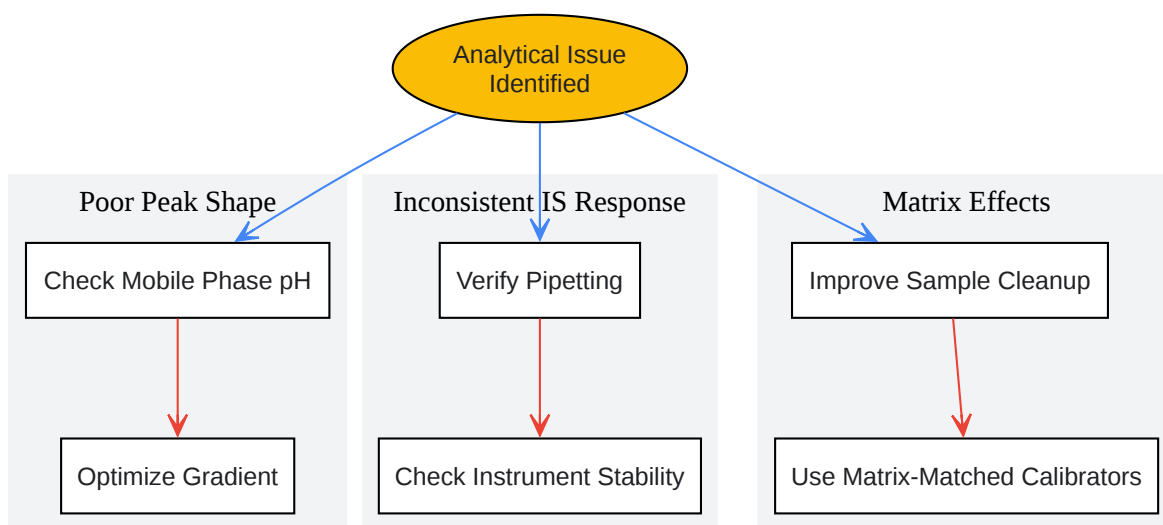 Analytical Issue
Identified
Poor Peak Shape
Inconsistent IS Response
Matrix Effects
Check Mobile Phase pH
Verify Pipetting
Improve Sample Cleanup
Optimize Gradient
Check Instrument Stability
Use Matrix-Matched Calibrators